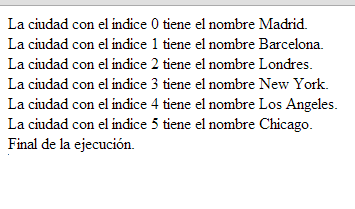 La ciudad con el índice 0 tiene el nombre Madrid.
La ciudad con el índice 1 tiene el nombre Barcelona.
La ciudad con el índice 2 tiene el nombre Londres.
La ciudad con el índice 3 tiene el nombre New York.
La ciudad con el índice 4 tiene el nombre Los Angeles.
La ciudad con el índice 5 tiene el nombre Chicago.
Final de la ejecución.